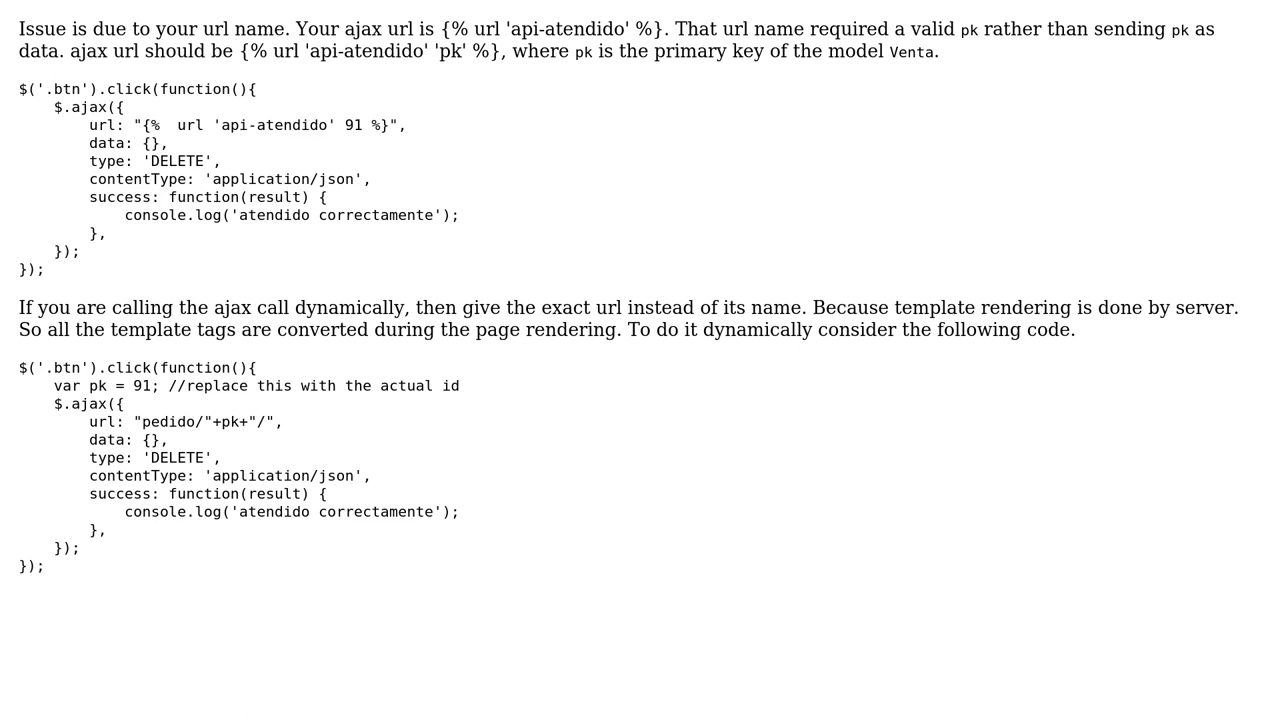 Issue is due to your url name. Your ajax url is {% url 'api-atendido' %}. That url name required a valid pk rather than sending pk as
data. ajax url should be {% url 'api-atendido' 'pk' %}, where pk is the primary key of the model Venta.
$('.btn').click(function(){
    $.ajax({
        url: "{%  url 'api-atendido' 91 %}",
        data: {},
        type: 'DELETE',
        contentType: 'application/json',
        success: function(result) {
            console.log('atendido correctamente');
        },
    });
});
If you are calling the ajax call dynamically, then give the exact url instead of its name. Because template rendering is done by server.
So all the template tags are converted during the page rendering. To do it dynamically consider the following code.
$('.btn').click(function(){
    var pk = 91; //replace this with the actual id
    $.ajax({
        url: "pedido/"+pk+"/",
        data: {},
        type: 'DELETE',
        contentType: 'application/json',
        success: function(result) {
            console.log('atendido correctamente');
        },
    });
});